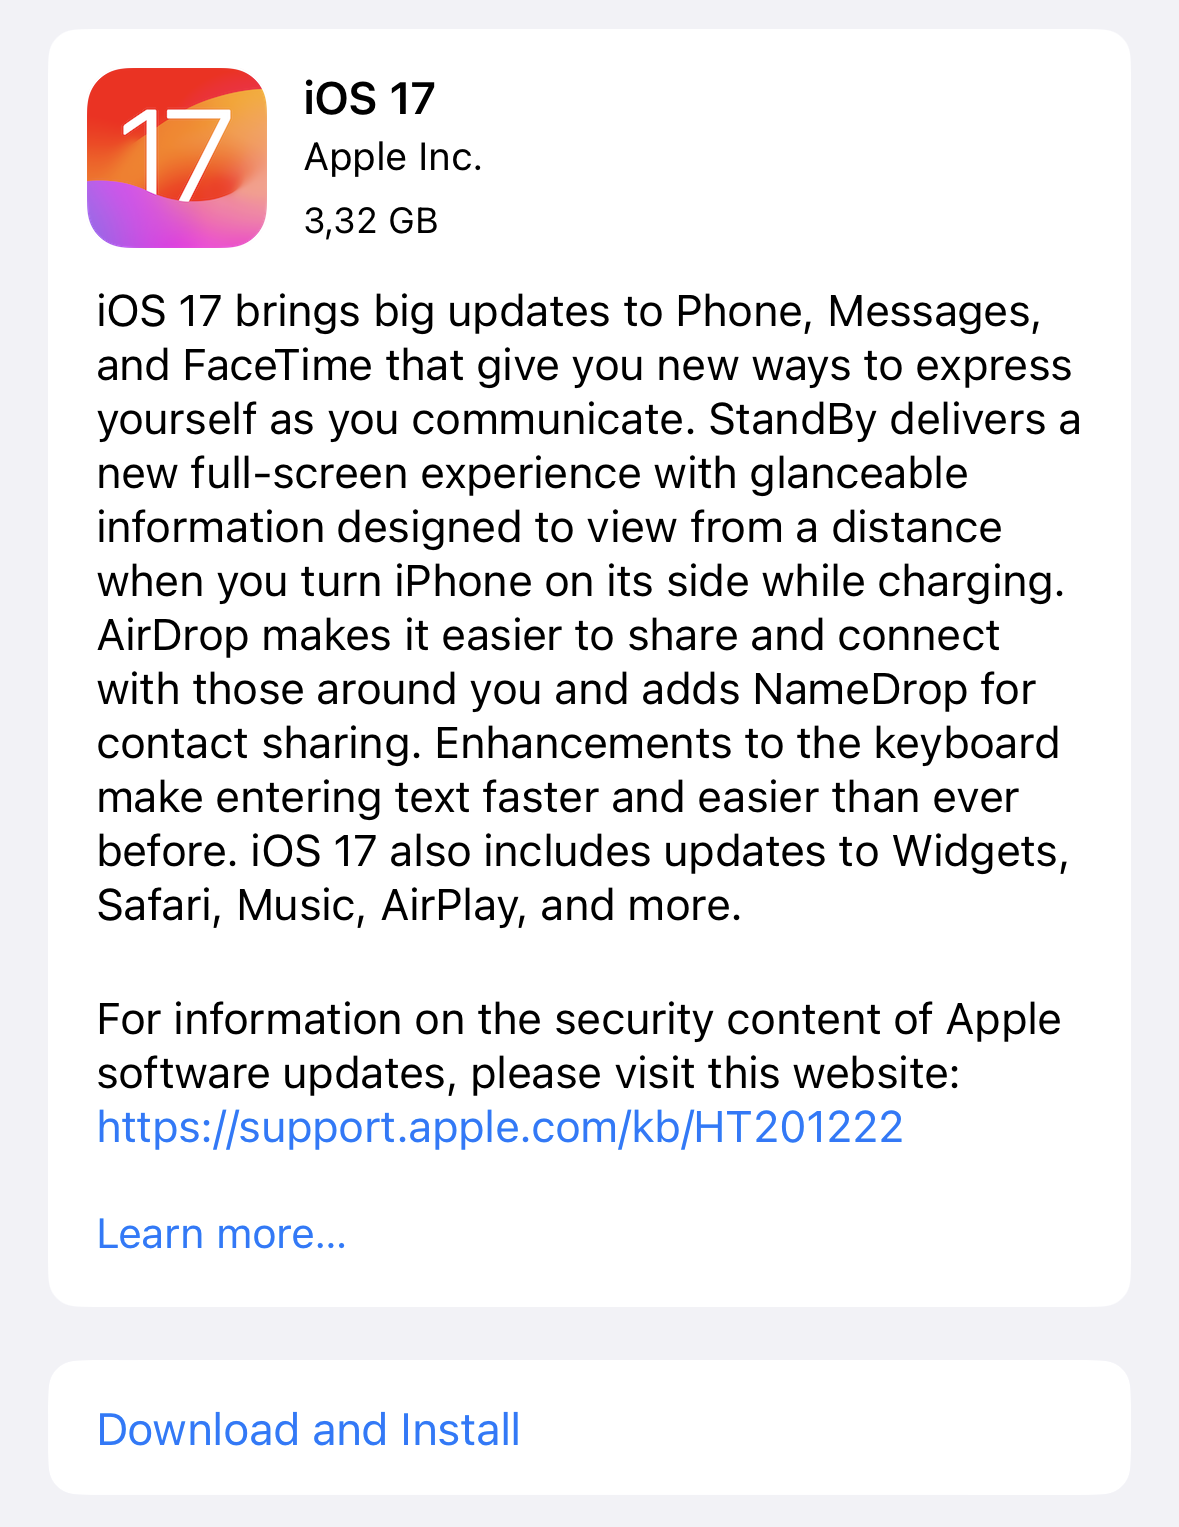 17
iOS 17
Apple Inc.
3,32 GB
iOS 17 brings big updates to Phone, Messages,
and FaceTime that give you new ways to express
yourself as you communicate. StandBy delivers a
new full-screen experience with glanceable
information designed to view from a distance
when you turn iPhone on its side while charging.
AirDrop makes it easier to share and connect
with those around you and adds NameDrop for
contact sharing. Enhancements to the keyboard
make entering text faster and easier than ever
before. iOS 17 also includes updates to Widgets,
Safari, Music, AirPlay, and more.
For information on the security content of Apple
software updates, please visit this website:
https://support.apple.com/kb/HT201222
Learn more...
Download and Install